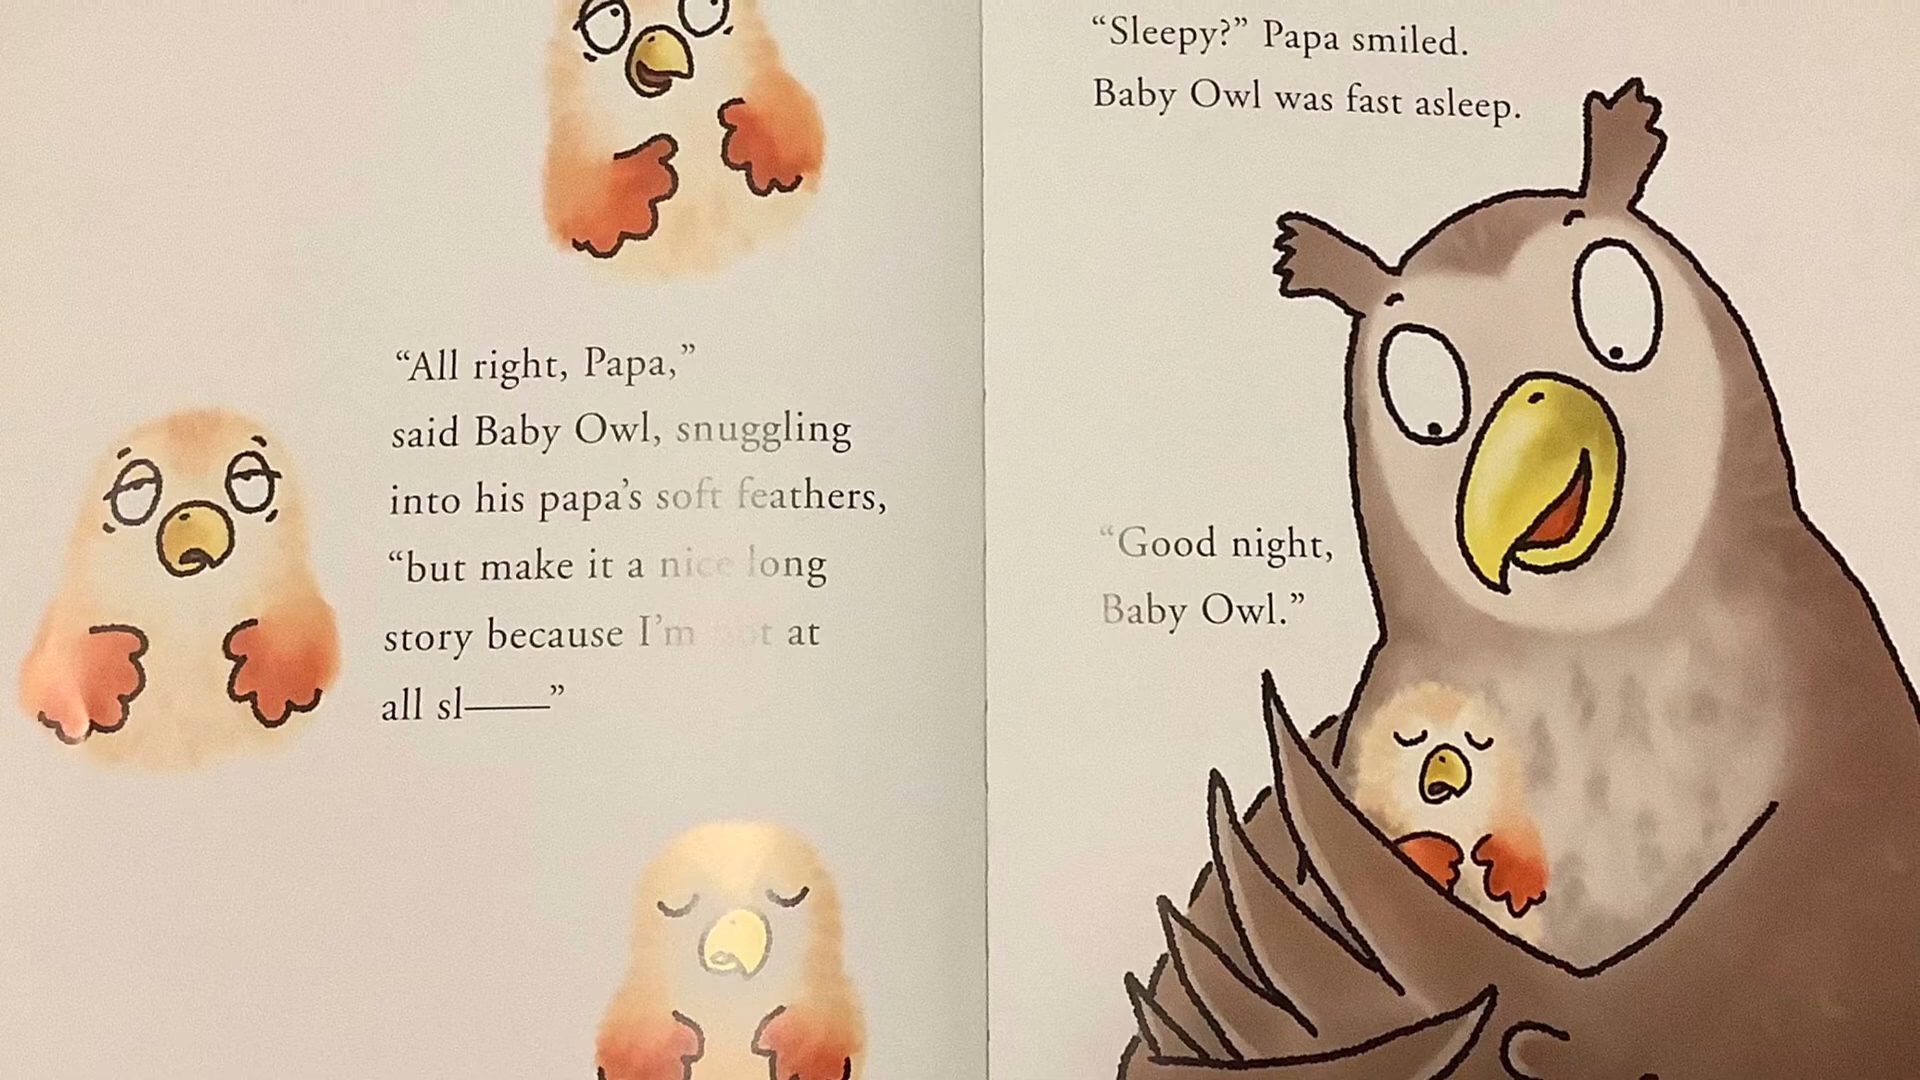 “All right, Papa,”
said Baby Owl, snuggling
into his papa’s soft feathers,
“but make it a nice long
story because I’m not at
all sl——”
“Sleepy?” Papa smiled.
Baby Owl was fast asleep.
“Good night,
Baby Owl.”